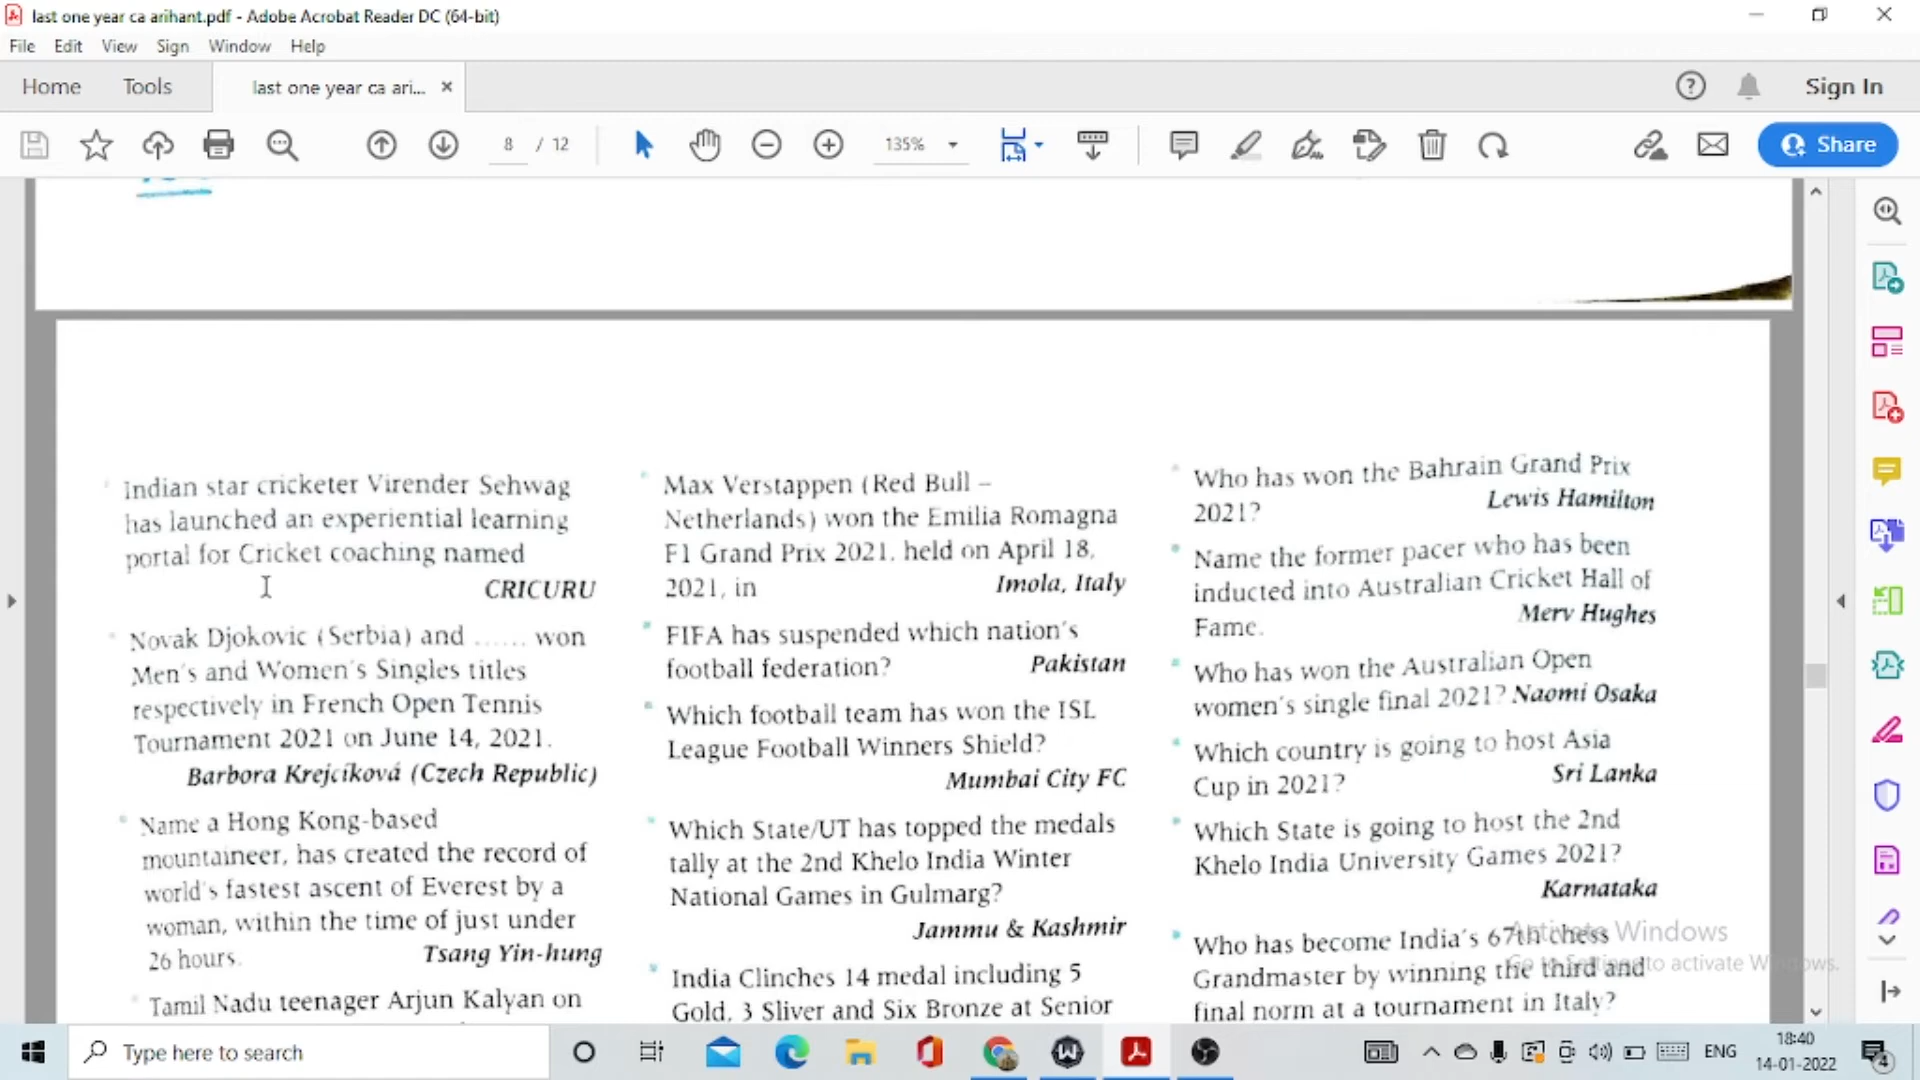 last one year ca arihant.pdf - Adobe Acrobat Reader DC (64-bit)
File Edit View Sign Window Help
Home Tools last one year ca ari... × Sign In
8 / 12 135% Share
Indian star cricketer Virender Sehwag
has launched an experiential learning
portal for Cricket coaching named
CRICURU
Novak Djokovic (Serbia) and ...... won
Men's and Women's Singles titles
respectively in French Open Tennis
Tournament 2021 on June 14, 2021.
Barbora Krejcíková (Czech Republic)
Name a Hong Kong-based
mountaineer, has created the record of
world's fastest ascent of Everest by a
woman, within the time of just under
26 hours.
Tsang Yin-hung
Tamil Nadu teenager Arjun Kalyan on
Max Verstappen (Red Bull –
Netherlands) won the Emilia Romagna
F1 Grand Prix 2021, held on April 18,
2021, in Imola, Italy
FIFA has suspended which nation's
football federation? Pakistan
Which football team has won the ISL
League Football Winners Shield?
Mumbai City FC
Which State/UT has topped the medals
tally at the 2nd Khelo India Winter
National Games in Gulmarg?
Jammu & Kashmir
India Clinches 14 medal including 5
Gold, 3 Sliver and Six Bronze at Senior
Who has won the Bahrain Grand Prix
2021? Lewis Hamilton
Name the former pacer who has been
inducted into Australian Cricket Hall of
Fame. Merv Hughes
Who has won the Australian Open
women's single final 2021? Naomi Osaka
Which country is going to host Asia
Cup in 2021? Sri Lanka
Which State is going to host the 2nd
Khelo India University Games 2021?
Karnataka
Who has become India's 67th chess
Grandmaster by winning the third and
final norm at a tournament in Italy?
Activate Windows
Go to Settings to activate Windows.
Type here to search
ENG
18:40
14-01-2022
4